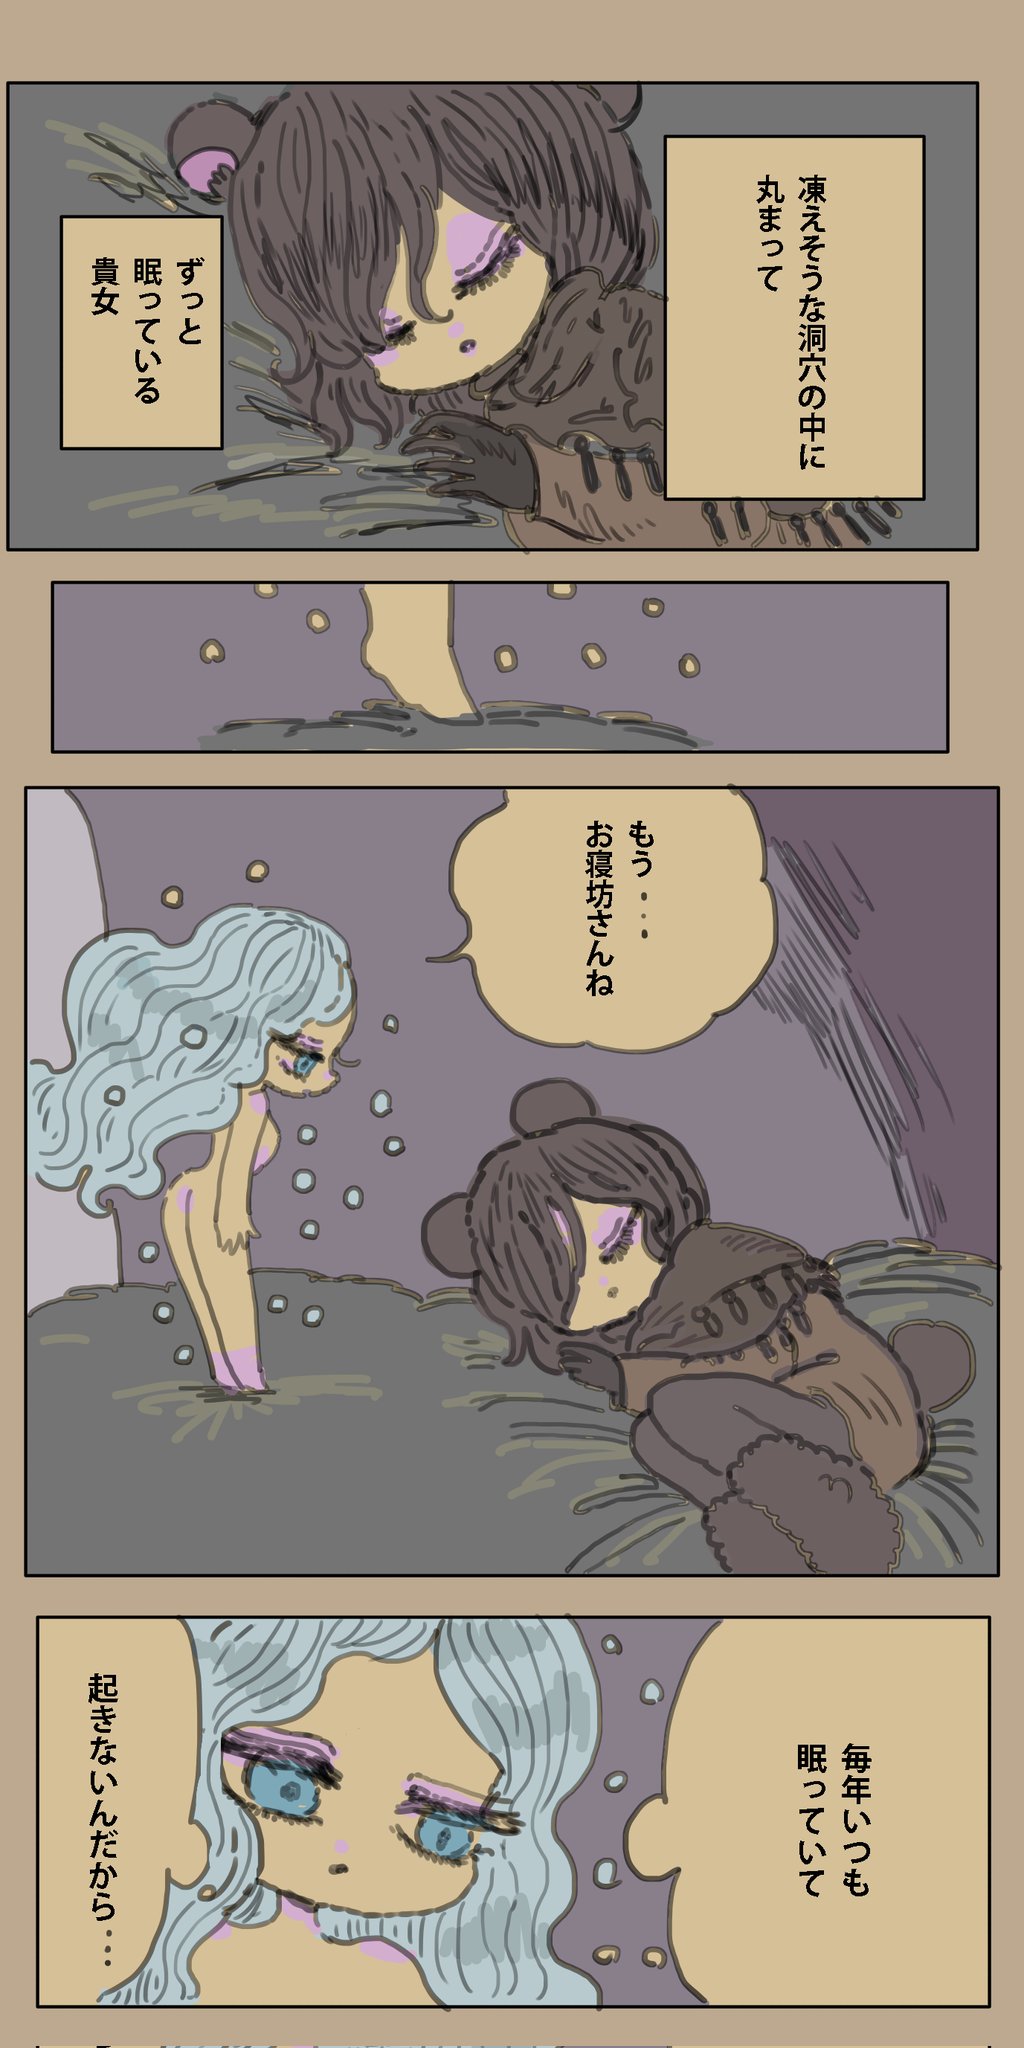 凍えそうな洞穴の中に
丸まって
ずっと
眠っている
貴女
もう‥‥
お寝坊さんね
毎年いつも
眠っていて
起きないんだから‥‥